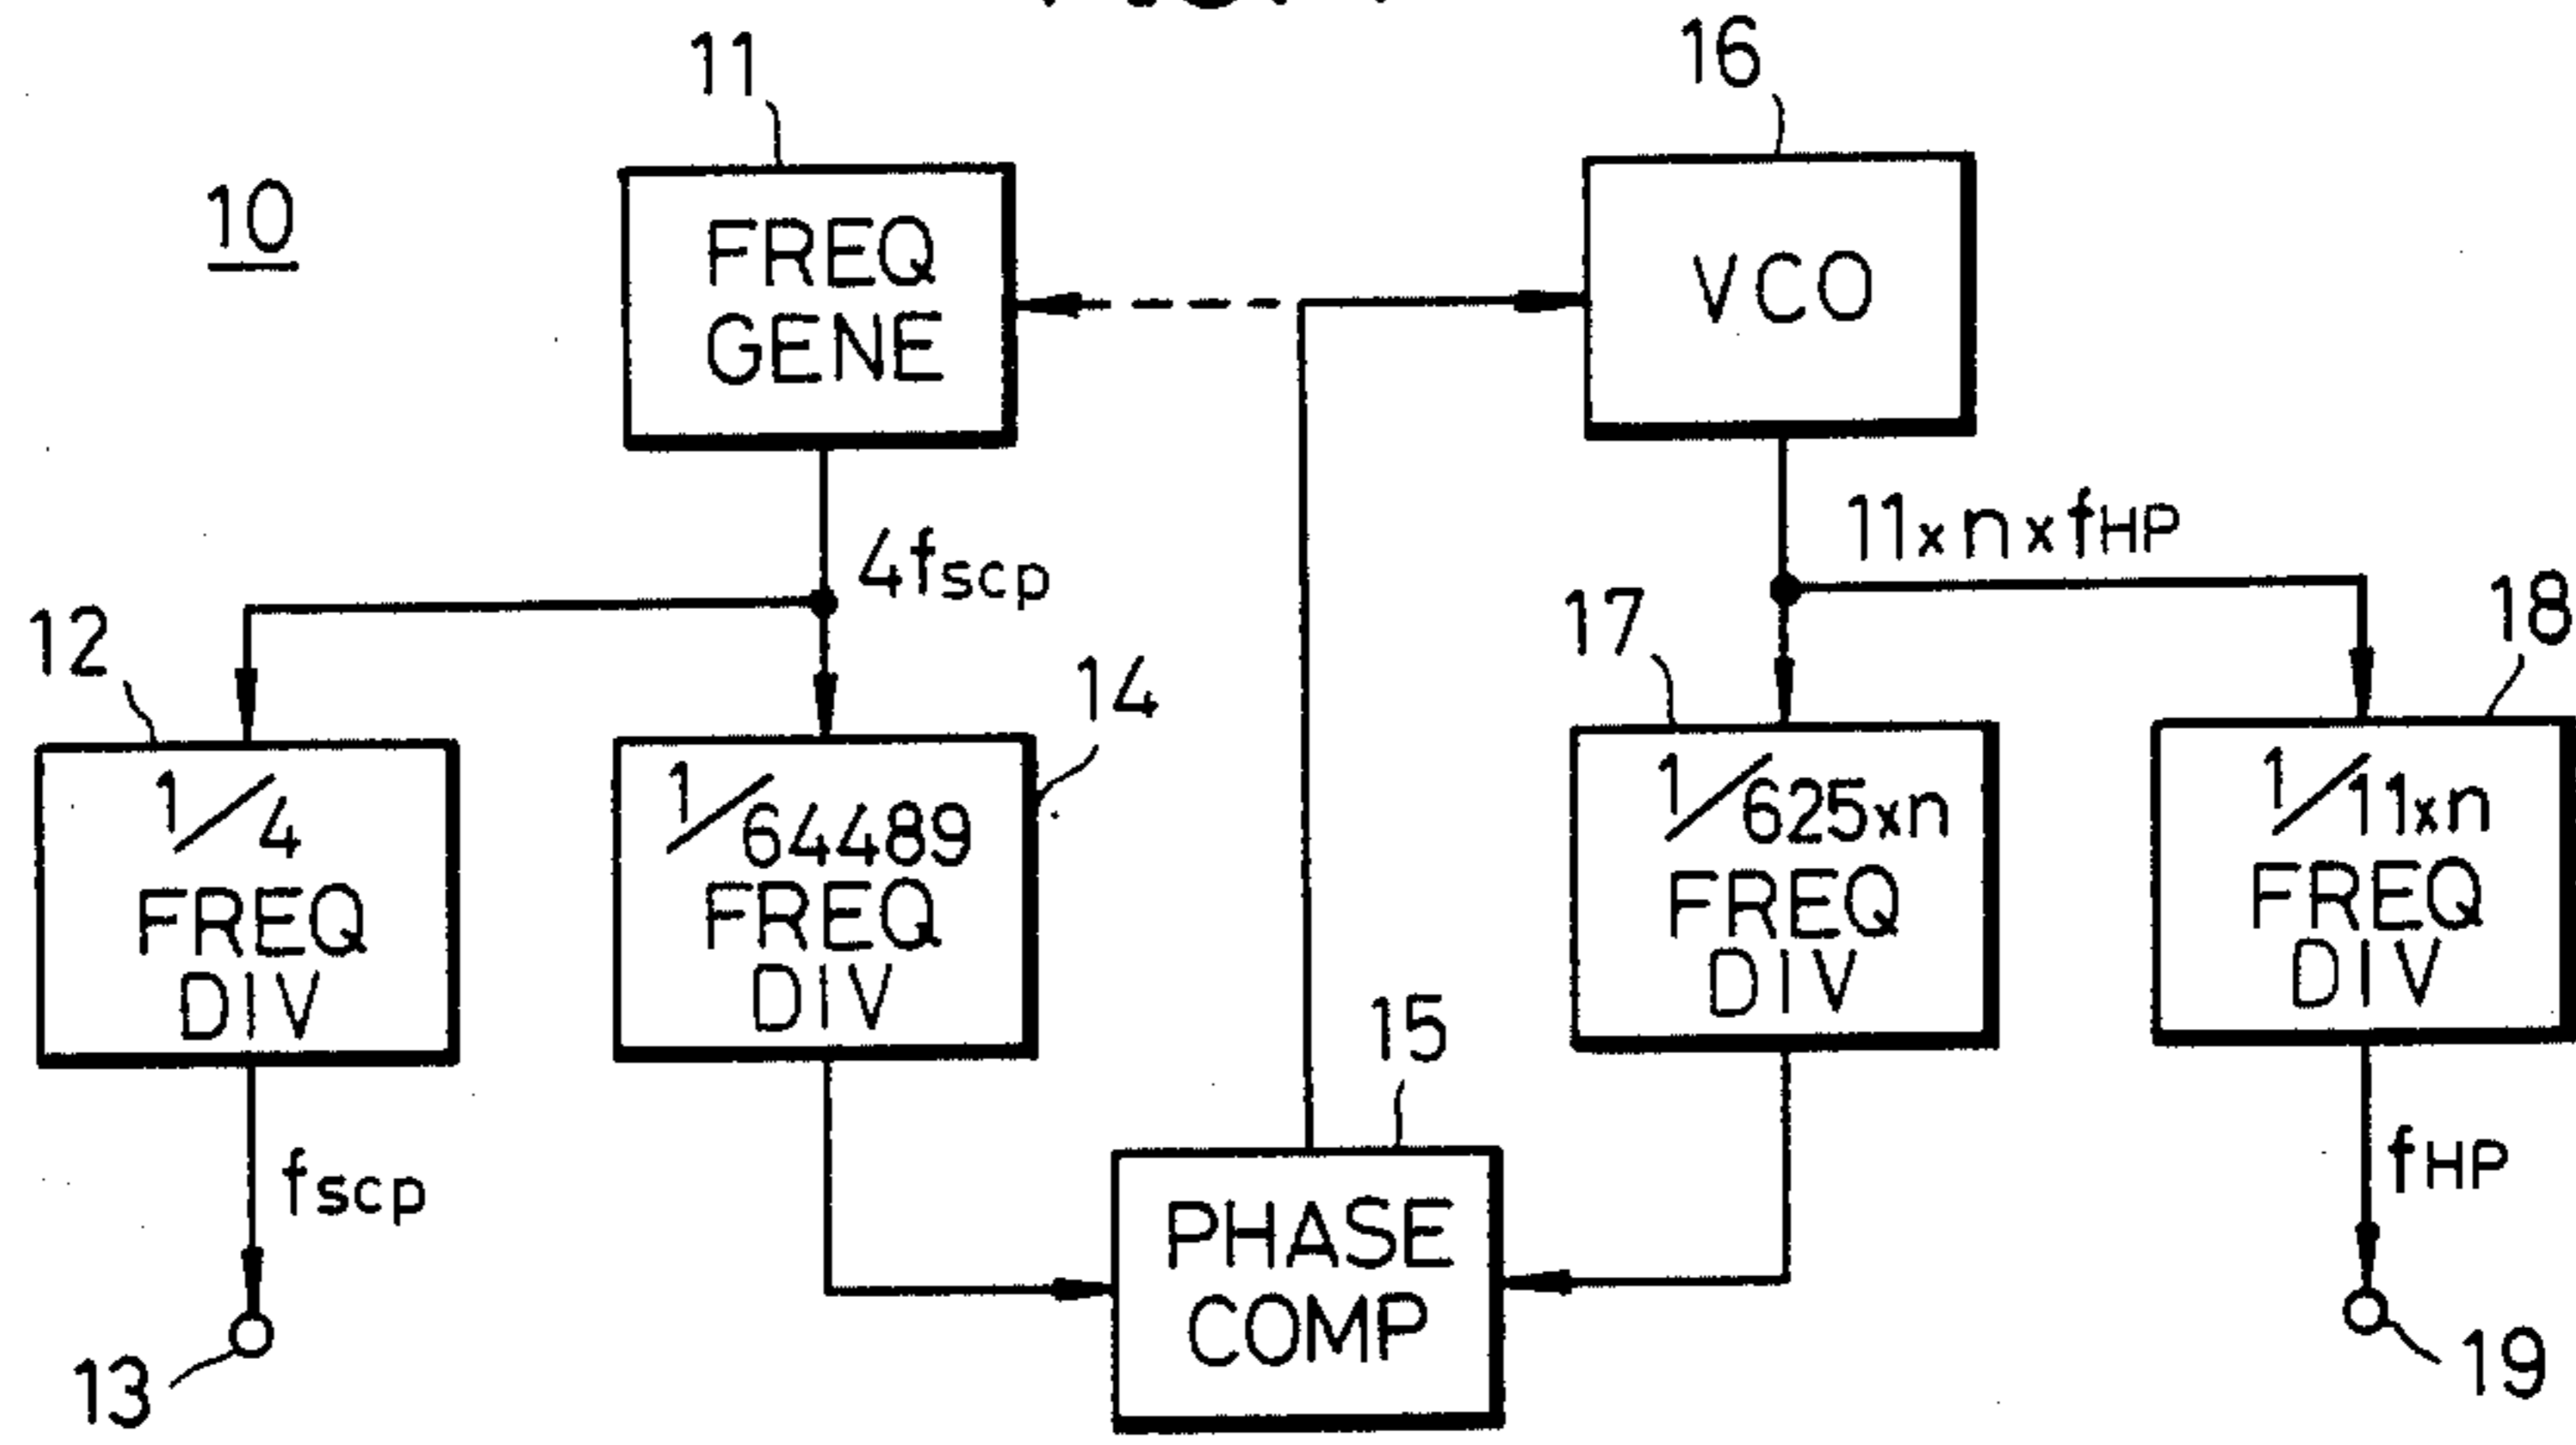 11
16
10
FREQ
GENE
VCO
4fscp
11xnxfHP
12
14
17
18
1/4
FREQ
DIV
1/64489
FREQ
DIV
1/625xn
FREQ
DIV
1/11xn
FREQ
DIV
15
fscp
PHASE
COMP
fHP
13
19